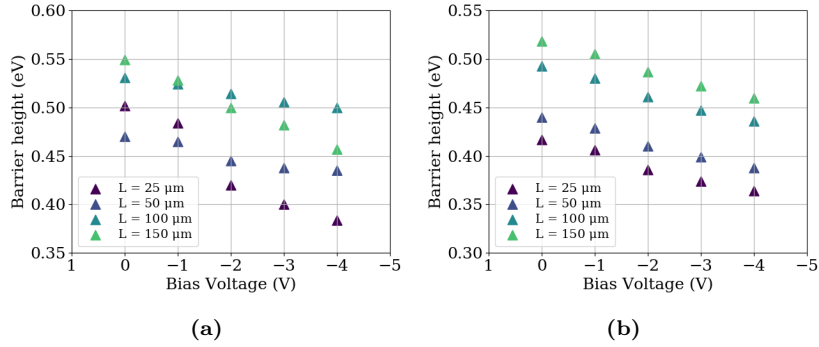 0.60
0.55
0.50
0.45
0.40
0.35
Barrier height (eV)
L = 25 μm
L = 50 μm
L = 100 μm
L = 150 μm
1 0 −1 −2 −3 −4 −5
Bias Voltage (V)
(a)
0.55
0.50
0.45
0.40
0.35
0.30
Barrier height (eV)
L = 25 μm
L = 50 μm
L = 100 μm
L = 150 μm
1 0 −1 −2 −3 −4 −5
Bias Voltage (V)
(b)